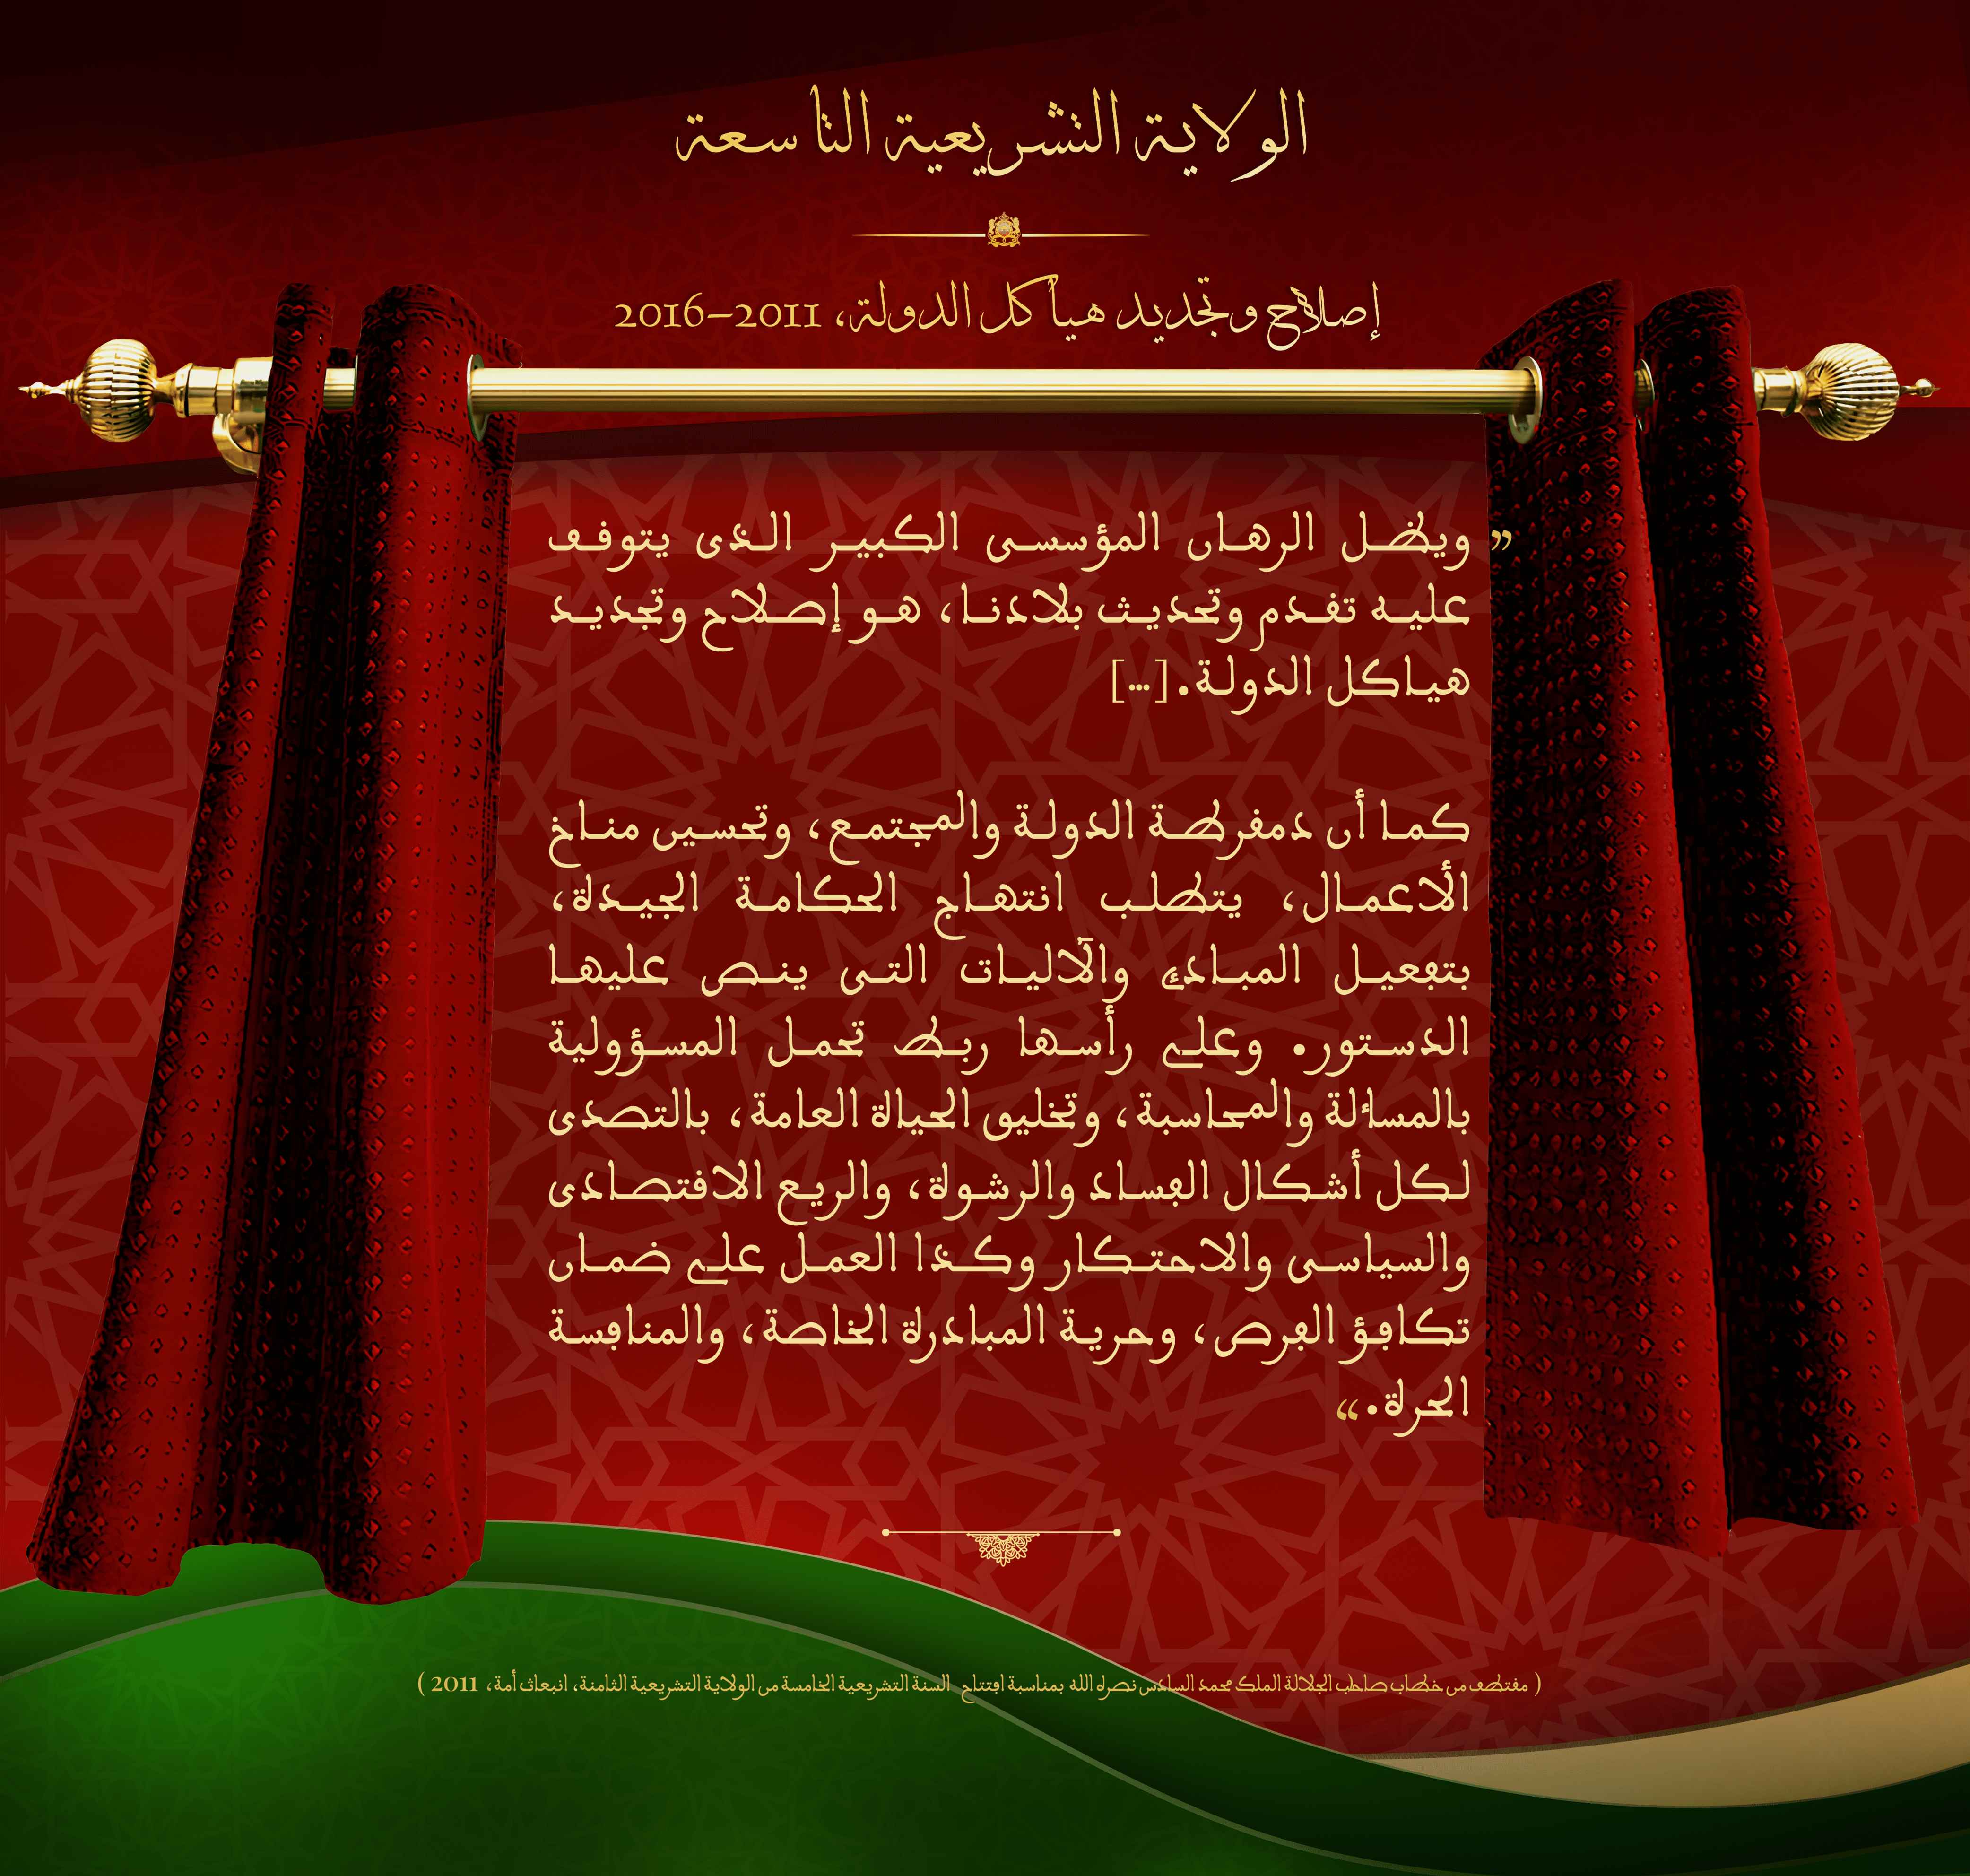 الولاية التشريعية التاسعة
إصلاح وتجديد هياكل الدولة، 2011–2016
” ويظل الرهان المؤسسي الكبير الذي يتوقف
عليه تقدم وتحديث بلادنا، هو إصلاح وتجديد
هياكل الدولة. [...]
كما أن دمقرطة الدولة والمجتمع، وتحسين مناخ
الأعمال، يتطلب انتهاج الحكامة الجيدة،
بتفعيل المبادئ والآليات التي ينص عليها
الدستور. وعلى رأسها ربط تحمل المسؤولية
بالمساءلة والمحاسبة، وتخليق الحياة العامة، بالتصدي
لكل أشكال الفساد والرشوة، والريع الاقتصادي
والسياسي والاحتكار وكذا العمل على ضمان
تكافؤ الفرص، وحرية المبادرة الخاصة، والمنافسة
الحرة. “
( مقتطف من خطاب صاحب الجلالة الملك محمد السادس نصره الله بمناسبة افتتاح السنة التشريعية الخامسة من الولاية التشريعية الثامنة، انبعاث أمة، 2011 )